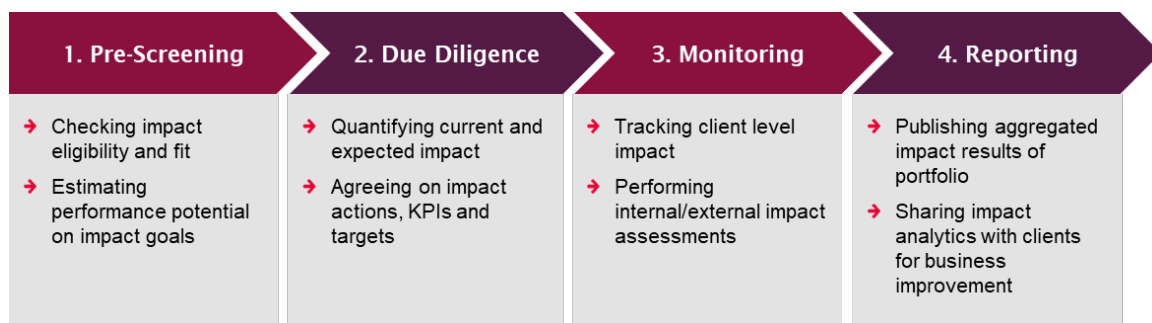 1. Pre-Screening
Checking impact
eligibility and fit
Estimating
performance potential
on impact goals
2. Due Diligence
Quantifying current and
expected impact
Agreeing on impact
actions, KPIs and
targets
3. Monitoring
Tracking client level
impact
Performing
internal/external impact
assessments
4. Reporting
Publishing aggregated
impact results of
portfolio
Sharing impact
analytics with clients
for business
improvement